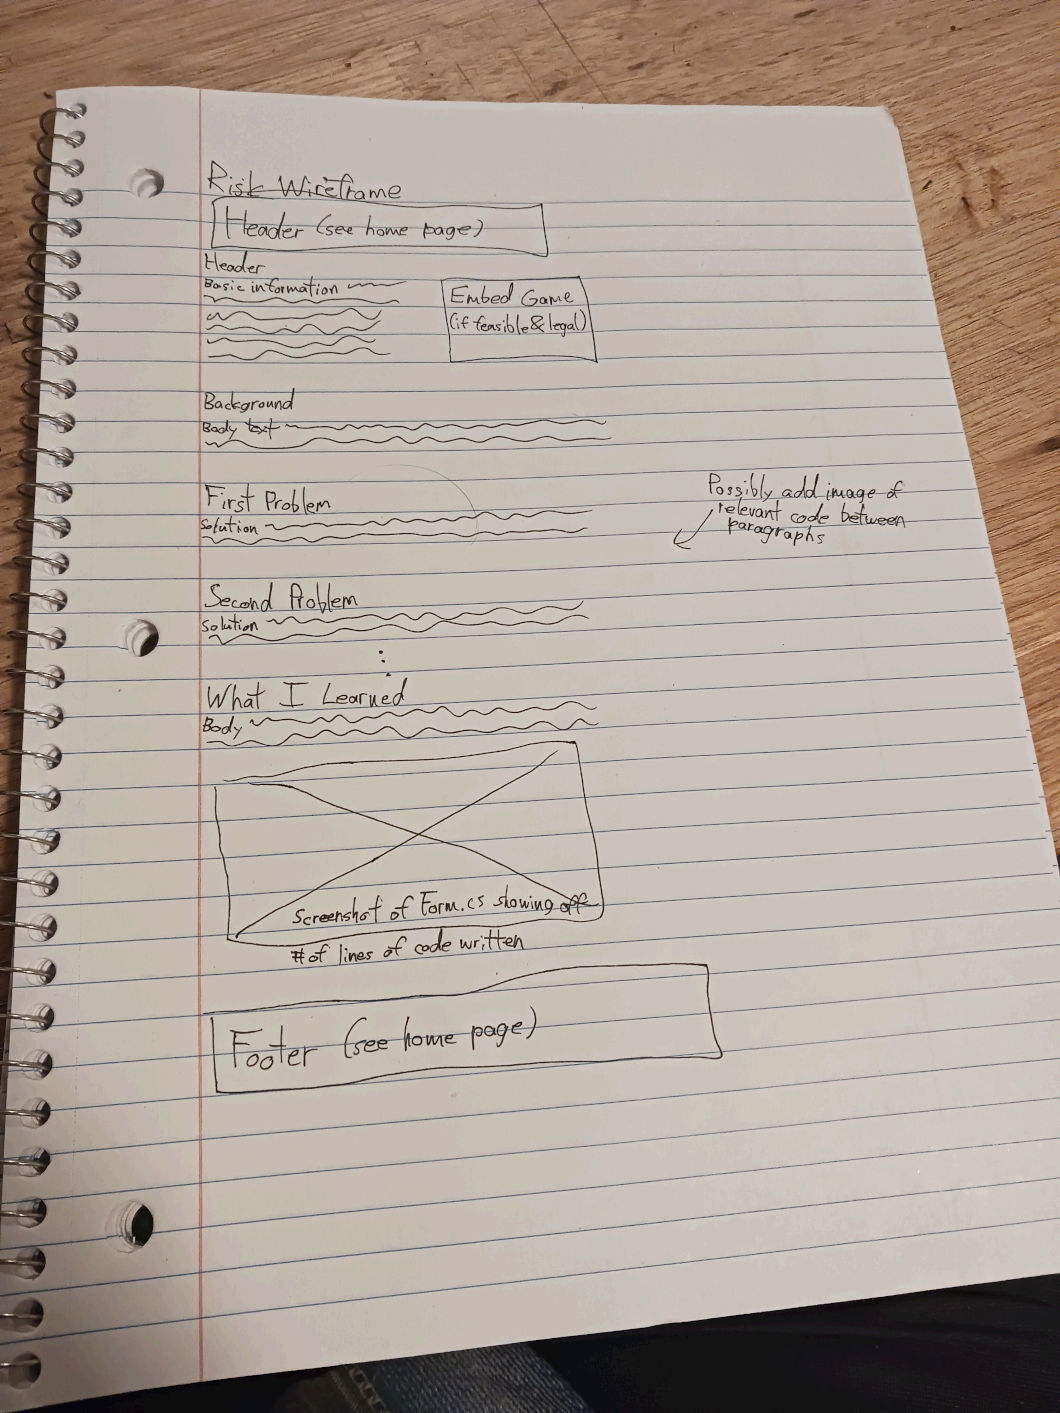 Risk Wireframe
Header (see home page)
Header
Basic information
Embed Game
(if feasible & legal)
Background
Body text
First Problem
Solution
Possibly add image of
relevant code between
paragraphs
Second Problem
Solution
:
What I Learned
Body
Screenshot of Form.cs showing off
# of lines of code written
Footer (see home page)